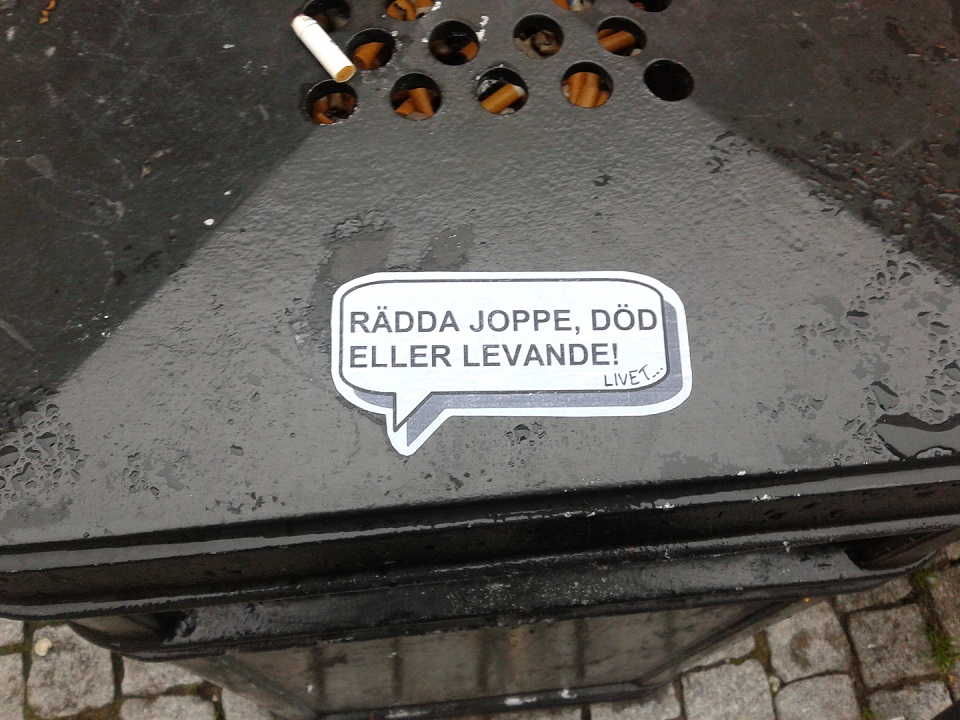 RÄDDA JOPPE, DÖD
ELLER LEVANDE!
LIVET...